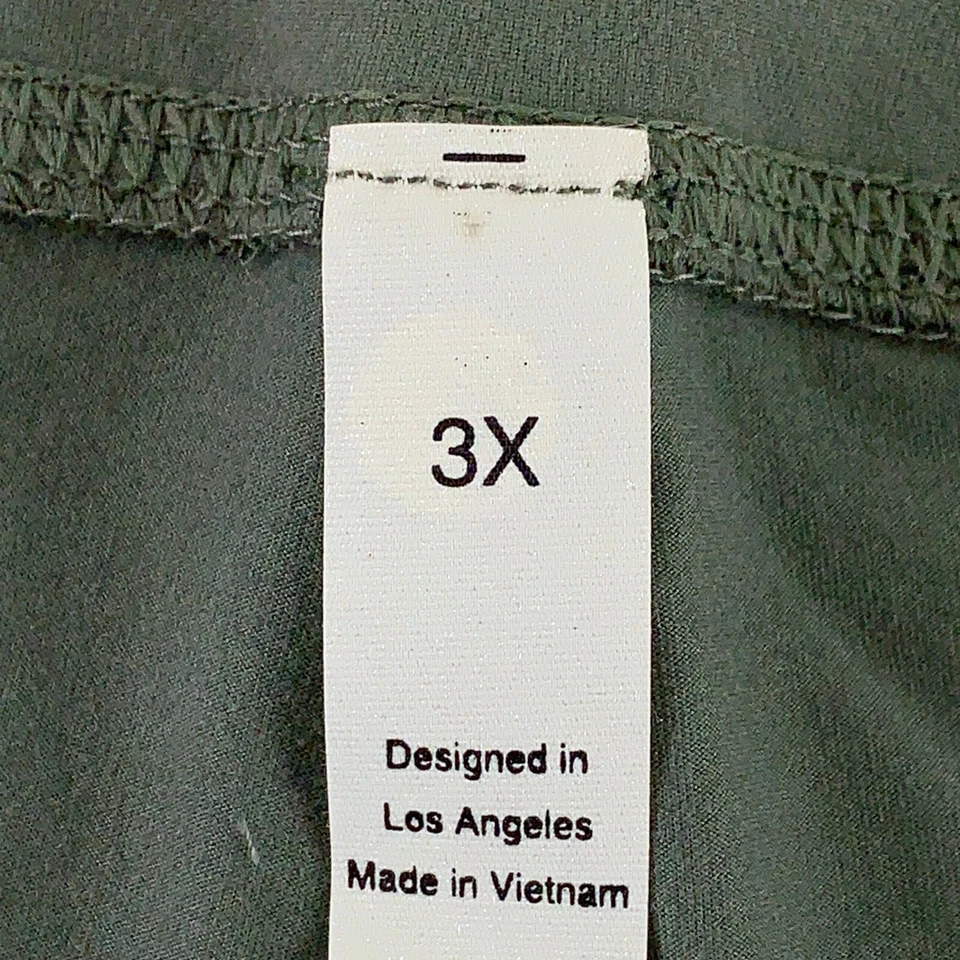 3X
Designed in
Los Angeles
Made in Vietnam